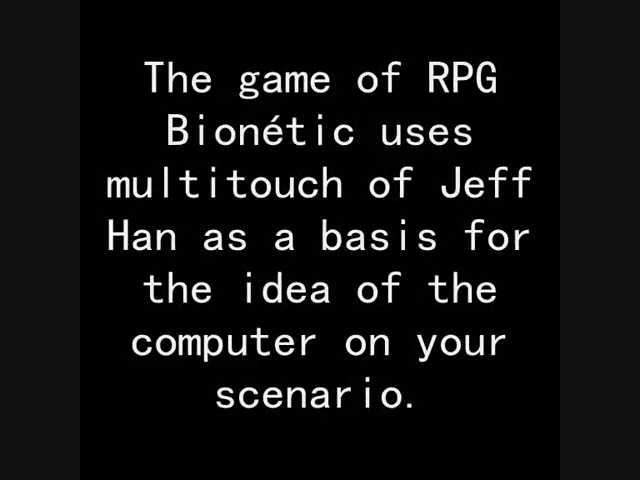 The game of RPG
Bionétic uses
multitouch of Jeff
Han as a basis for
the idea of the
computer on your
scenario.